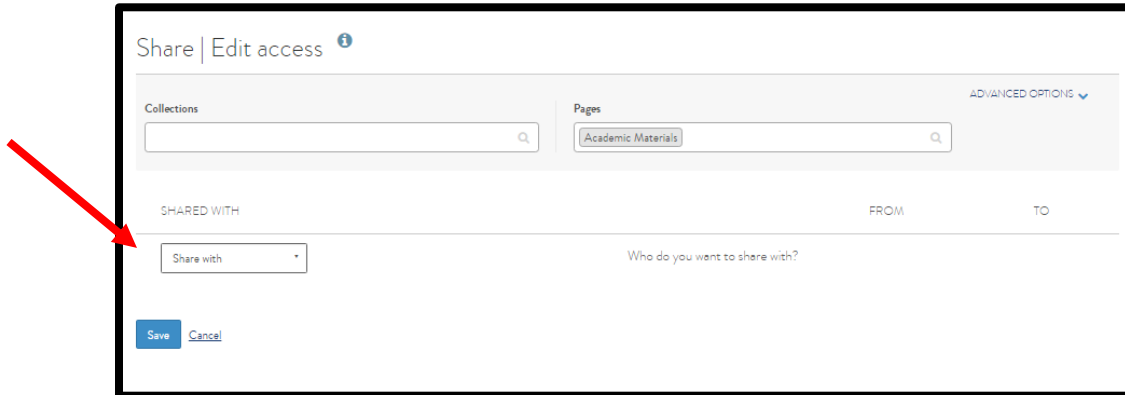 Share | Edit access
ADVANCED OPTIONS
Collections
Pages
Academic Materials
SHARED WITH
FROM
TO
Share with
Who do you want to share with?
Save
Cancel